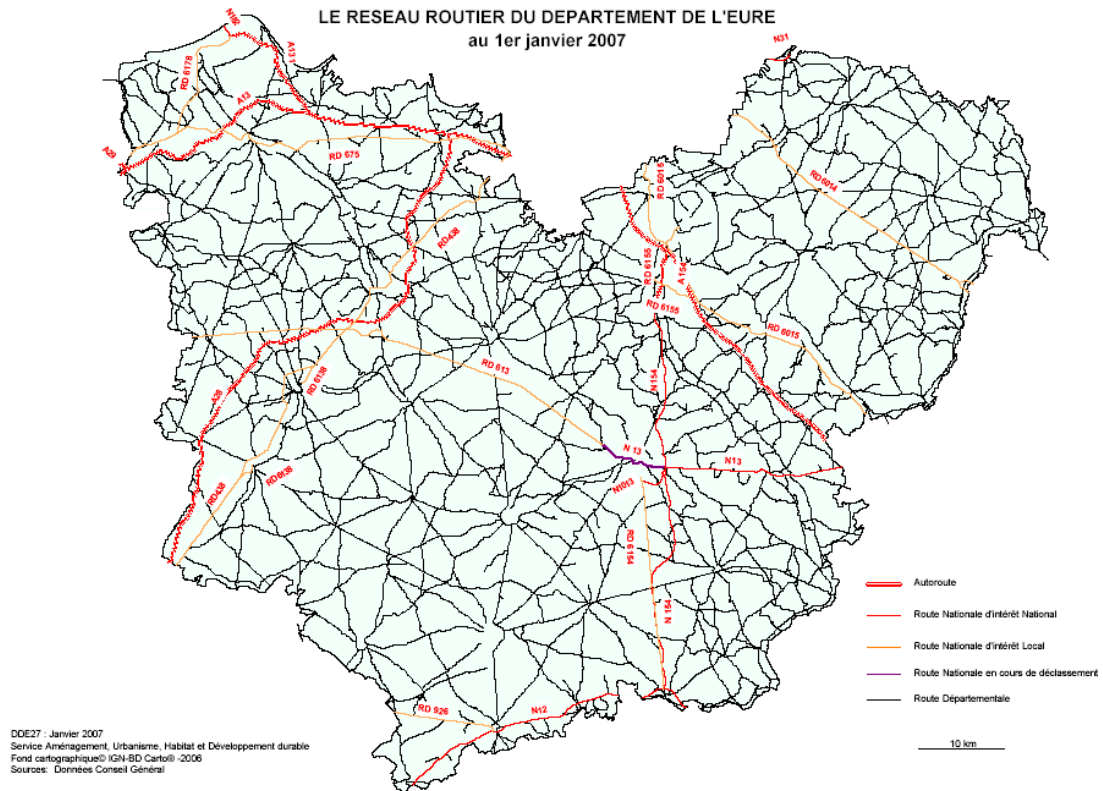 LE RESEAU ROUTIER DU DEPARTEMENT DE L'EURE
au 1er janvier 2007
N182
A131
N31
RD 6178
A13
A29
RD 675
RD 6015
RD 6014
RD438
RD 6155
A154
RD 6155
RD 6015
RD 613
RD 6138
N154
A28
N 13
N13
RD6138
RD438
N1013
RD 6154
N 154
RD 926
N12
Autoroute
Route Nationale d'intérêt National
Route Nationale d'intérêt Local
Route Nationale en cours de déclassement
Route Départementale
10 km
DDE27 : Janvier 2007
Service Aménagement, Urbanisme, Habitat et Développement durable
Fond cartographique© IGN-BD Carto® -2006
Sources: Données Conseil Général